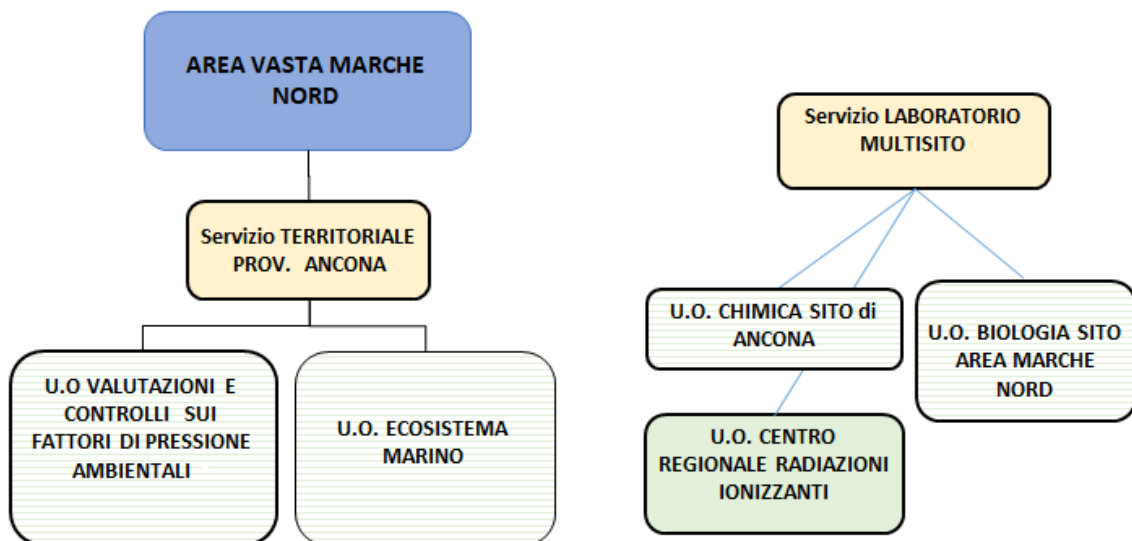 AREA VASTA MARCHE
NORD
Servizio TERRITORIALE
PROV. ANCONA
U.O VALUTAZIONI E
CONTROLLI SUI
FATTORI DI PRESSIONE
AMBIENTALI
U.O. ECOSISTEMA
MARINO
Servizio LABORATORIO
MULTISITO
U.O. CHIMICA SITO di
ANCONA
U.O. BIOLOGIA SITO
AREA MARCHE
NORD
U.O. CENTRO
REGIONALE RADIAZIONI
IONIZZANTI